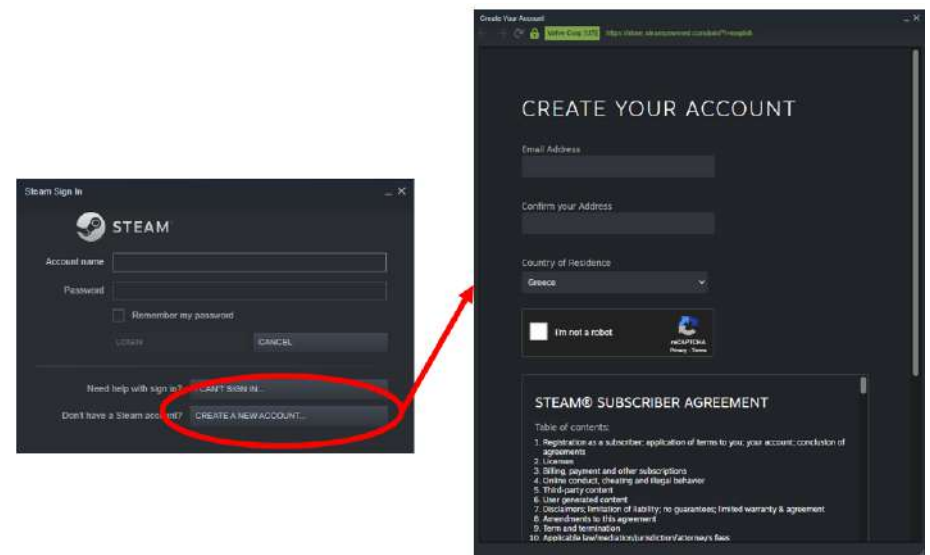 Steam Sign In
STEAM®
Account name
Password
Remember my password
LOGIN
CANCEL
Need help with sign in?
I CAN'T SIGN IN...
Don't have a Steam account?
CREATE A NEW ACCOUNT...
Create Your Account
Valve Corp. [US]
CREATE YOUR ACCOUNT
Email Address
Confirm your Address
Country of Residence
Greece
I'm not a robot
reCAPTCHA
Privacy - Terms
STEAM® SUBSCRIBER AGREEMENT
Table of contents:
1. Registration as a subscriber; application of terms to you; your account; conclusion of
agreements
2. Licenses
3. Billing, payment and other subscriptions
4. Online conduct, cheating and illegal behavior
5. Third-party content
6. User generated content
7. Disclaimers; limitation of liability; no guarantees; limited warranty & agreement
8. Amendments to this agreement
9. Term and termination
10. Applicable law/mediation/jurisdiction/attorney's fees